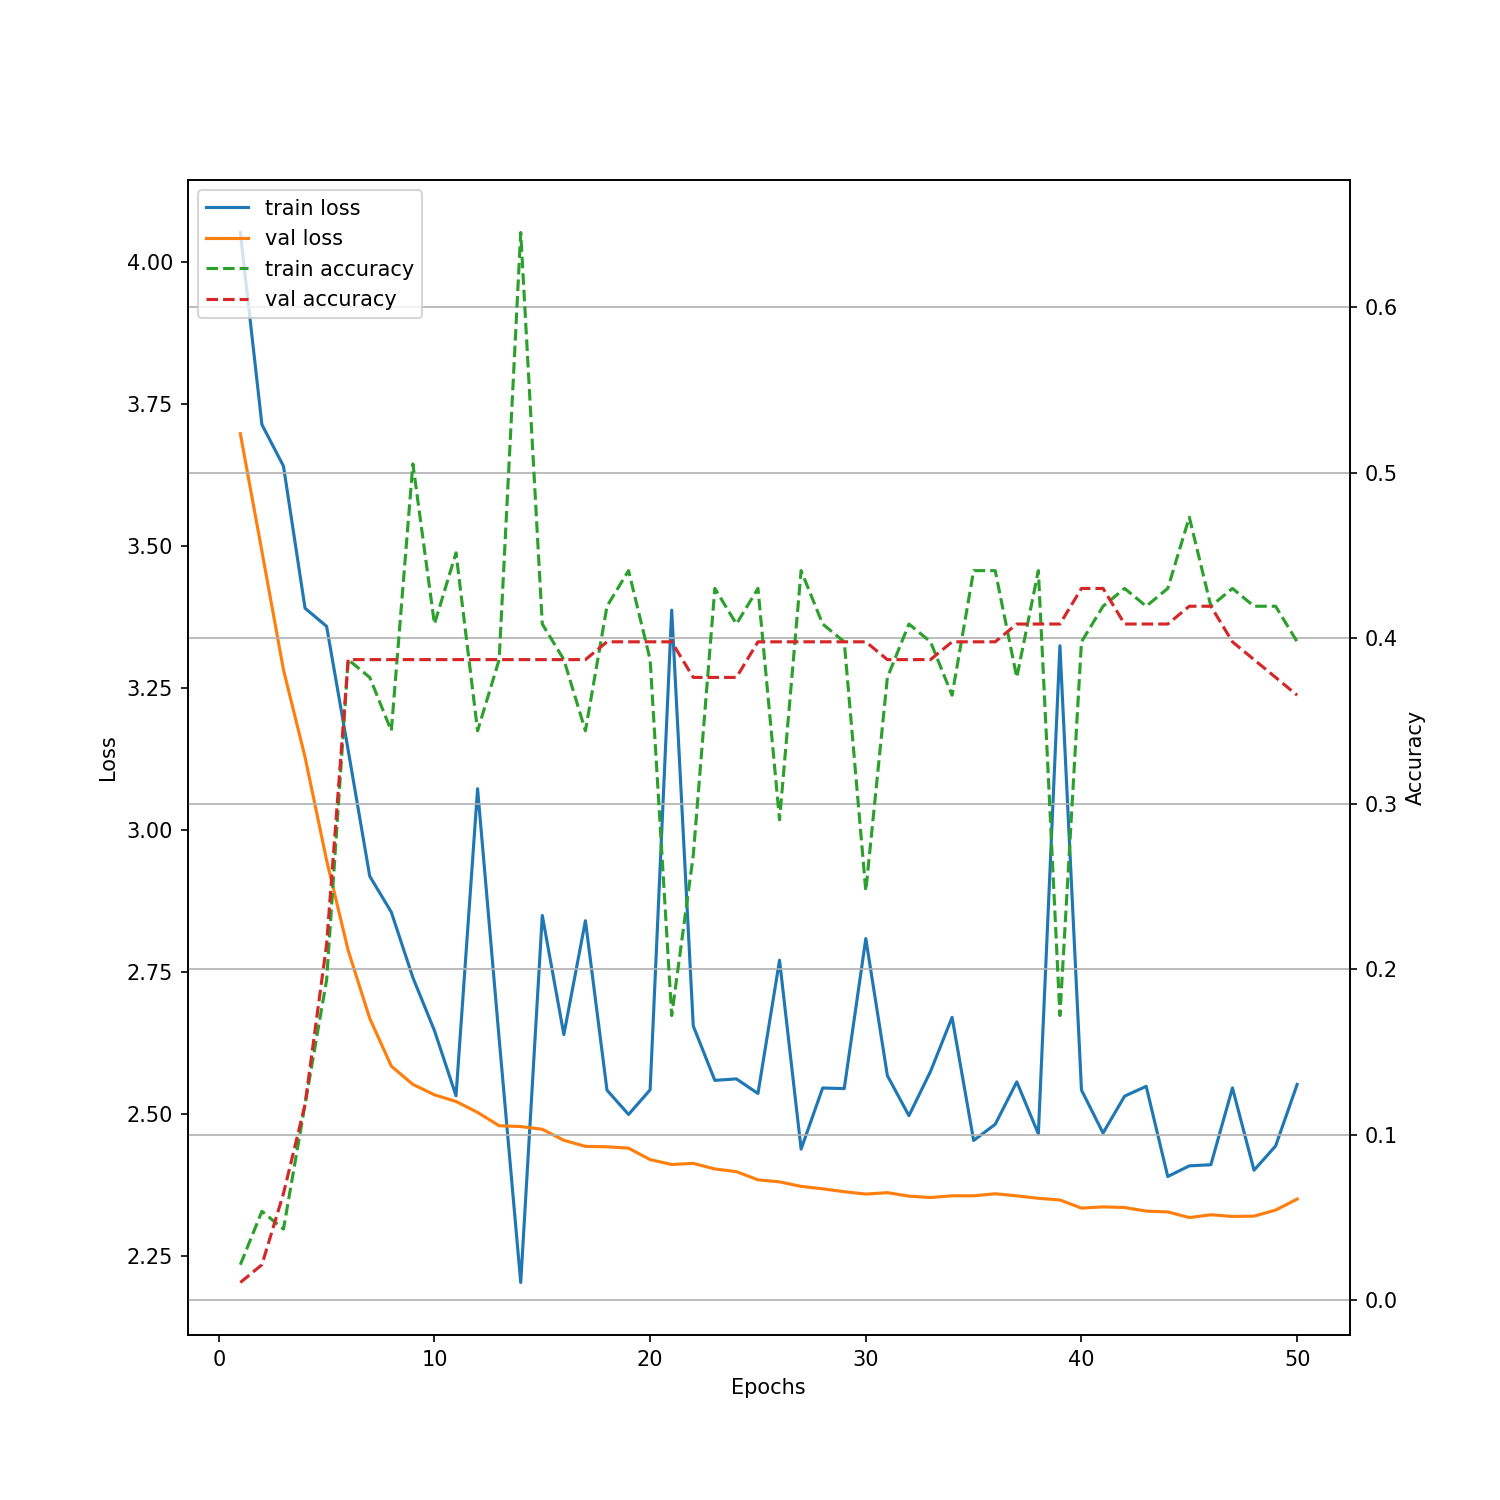 train loss
val loss
train accuracy
val accuracy
4.00
3.75
3.50
3.25
3.00
2.75
2.50
2.25
Loss
0.6
0.5
0.4
0.3
0.2
0.1
0.0
Accuracy
0 10 20 30 40 50
Epochs